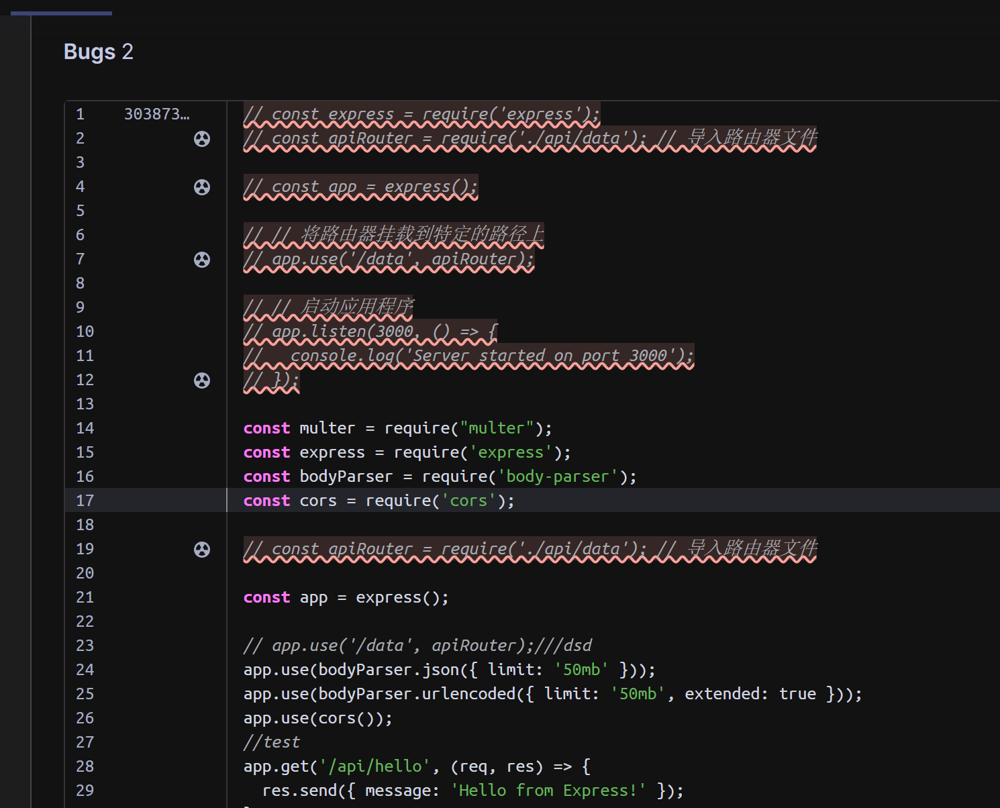 Bugs 2
1 303873… // const express = require('express');
2 // const apiRouter = require('./api/data'); // 导入路由器文件
3
4 // const app = express();
5
6 // // 将路由器挂载到特定的路径上
7 // app.use('/data', apiRouter);
8
9 // // 启动应用程序
10 // app.listen(3000, () => {
11 //   console.log('Server started on port 3000');
12 // });
13
14 const multer = require("multer");
15 const express = require('express');
16 const bodyParser = require('body-parser');
17 const cors = require('cors');
18
19 // const apiRouter = require('./api/data'); // 导入路由器文件
20
21 const app = express();
22
23 // app.use('/data', apiRouter);///dsd
24 app.use(bodyParser.json({ limit: '50mb' }));
25 app.use(bodyParser.urlencoded({ limit: '50mb', extended: true }));
26 app.use(cors());
27 //test
28 app.get('/api/hello', (req, res) => {
29   res.send({ message: 'Hello from Express!' });